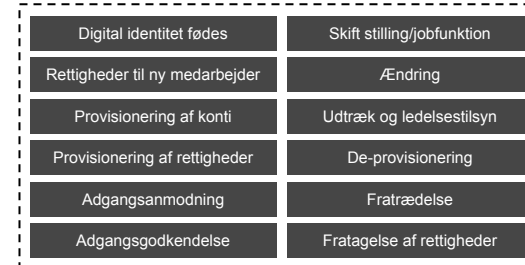 Digital identitet fødes
Rettigheder til ny medarbejder
Provisionering af konti
Provisionering af rettigheder
Adgangsanmodning
Adgangsgodkendelse
Skift stilling/jobfunktion
Ændring
Udtræk og ledelsestilsyn
De-provisionering
Fratrædelse
Fratagelse af rettigheder